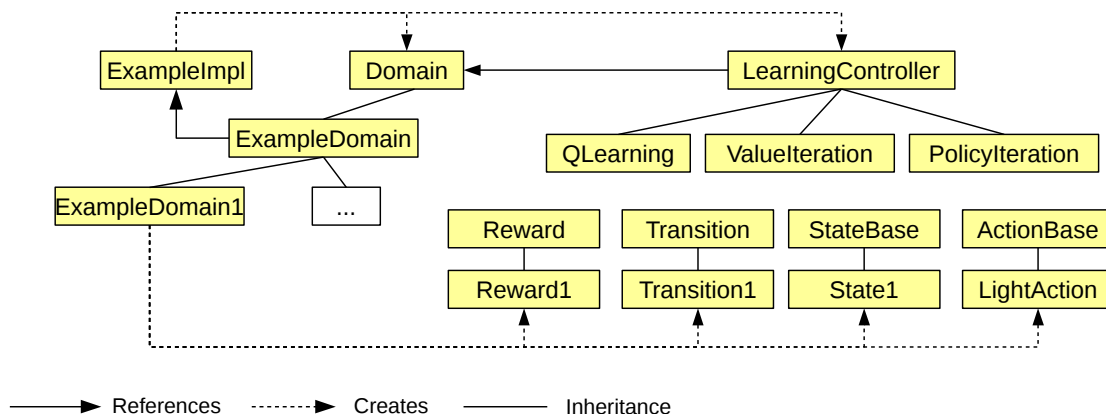 ExampleImpl
Domain
LearningController
ExampleDomain
QLearning
ValueIteration
PolicyIteration
ExampleDomain1
...
Reward
Transition
StateBase
ActionBase
Reward1
Transition1
State1
LightAction
References
Creates
Inheritance